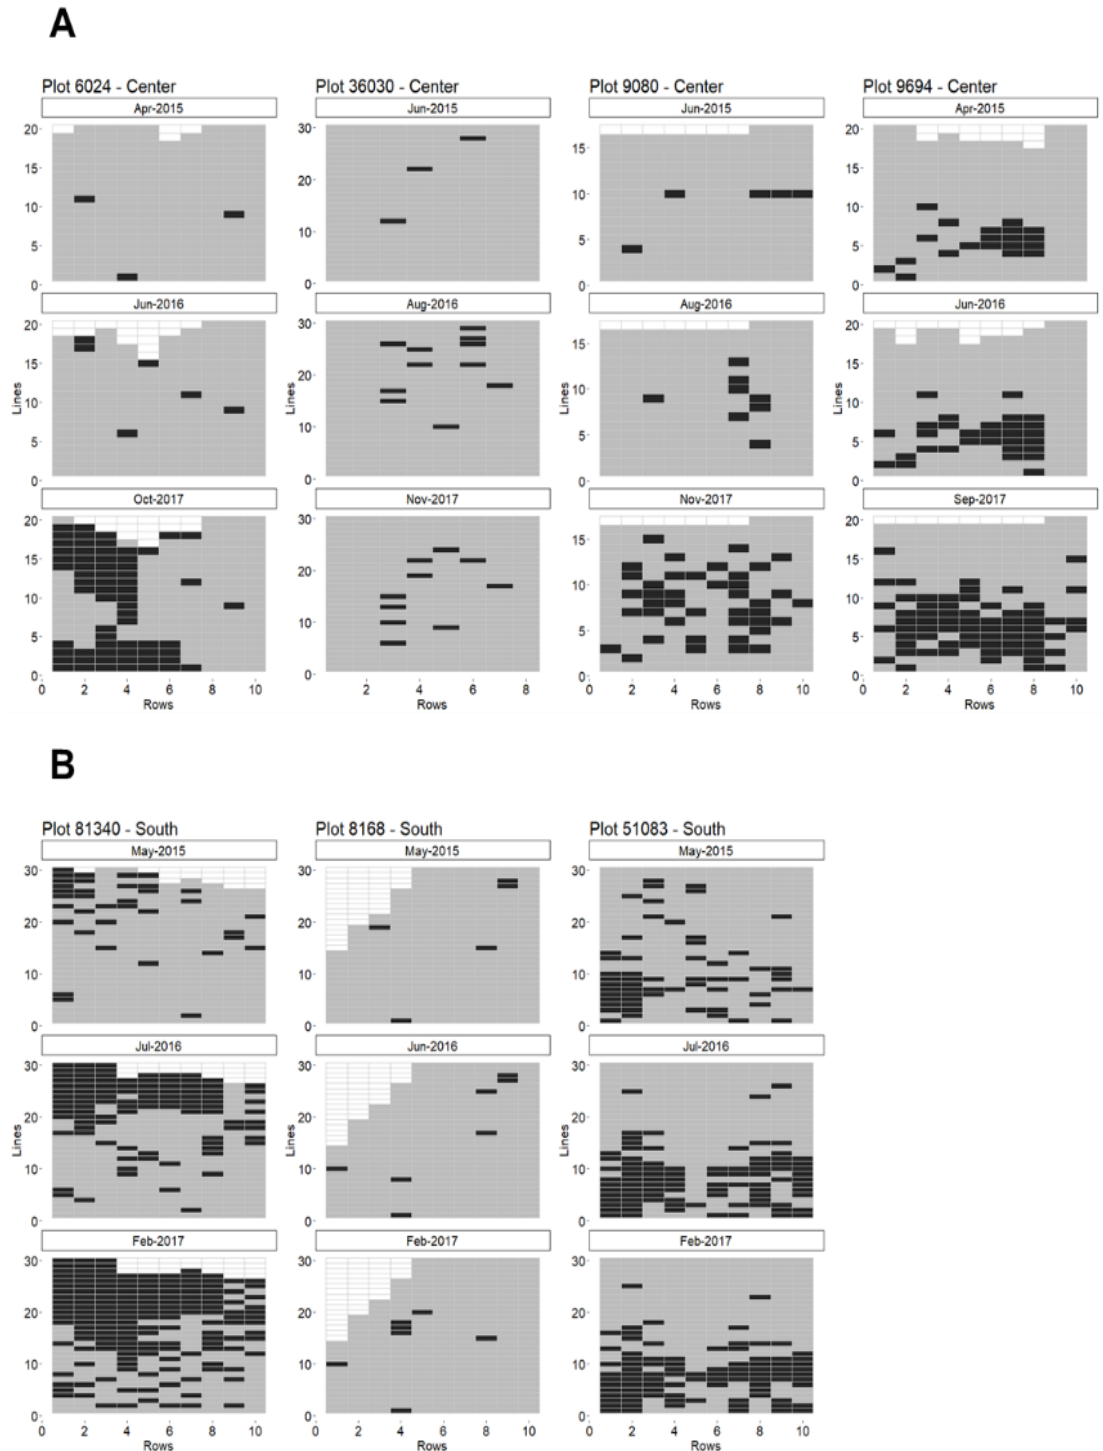 A
Plot 6024 - Center
Apr-2015
20
15
10
5
0
Jun-2016
20
15
10
5
0
Oct-2017
20
15
10
5
0
0 2 4 6 8 10
Lines
Rows
Plot 36030 - Center
Jun-2015
30
20
10
0
Aug-2016
30
20
10
0
Nov-2017
30
20
10
0
2 4 6 8
Lines
Rows
Plot 9080 - Center
Jun-2015
15
10
5
0
Aug-2016
15
10
5
0
Nov-2017
15
10
5
0
0 2 4 6 8 10
Lines
Rows
Plot 9694 - Center
Apr-2015
20
15
10
5
0
Jun-2016
20
15
10
5
0
Sep-2017
20
15
10
5
0
0 2 4 6 8 10
Lines
Rows
B
Plot 81340 - South
May-2015
30
20
10
0
Jul-2016
30
20
10
0
Feb-2017
30
20
10
0
0 2 4 6 8 10
Lines
Rows
Plot 8168 - South
May-2015
30
20
10
0
Jun-2016
30
20
10
0
Feb-2017
30
20
10
0
0 2 4 6 8 10
Lines
Rows
Plot 51083 - South
May-2015
30
20
10
0
Jul-2016
30
20
10
0
Feb-2017
30
20
10
0
0 2 4 6 8 10
Lines
Rows